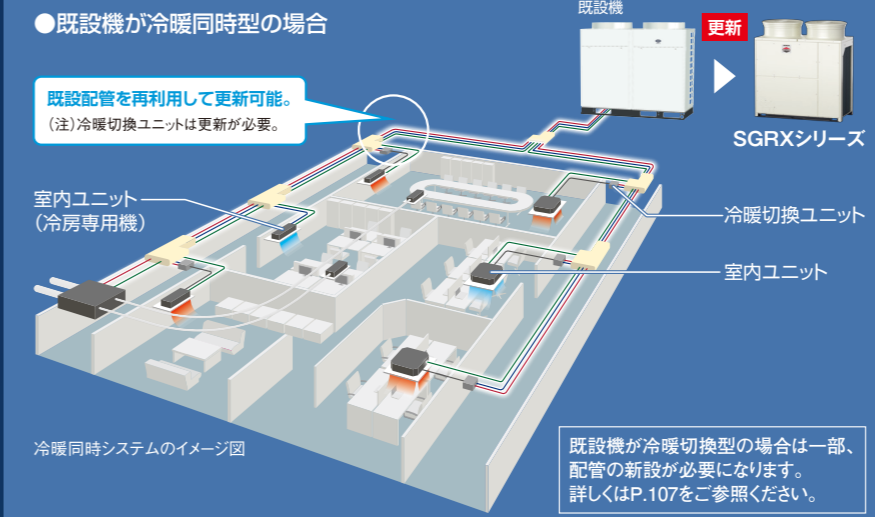 ●既設機が冷暖同時型の場合
既設機
更新
SGRXシリーズ
既設配管を再利用して更新可能。
（注）冷暖切換ユニットは更新が必要。
室内ユニット
（冷房専用機）
冷暖切換ユニット
室内ユニット
冷暖同時システムのイメージ図
既設機が冷暖切換型の場合は一部、
配管の新設が必要になります。
詳しくはP.107をご参照ください。